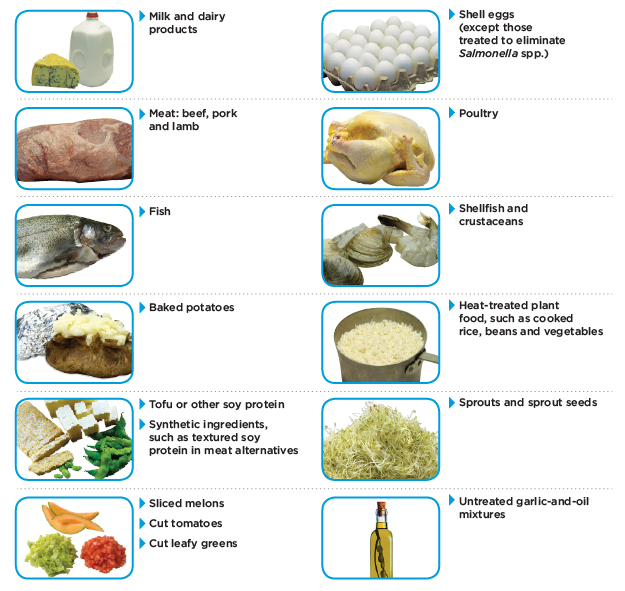 Milk and dairy
products
Shell eggs
(except those
treated to eliminate
Salmonella spp.)
Meat: beef, pork
and lamb
Poultry
Fish
Shellfish and
crustaceans
Baked potatoes
Heat-treated plant
food, such as cooked
rice, beans and vegetables
Tofu or other soy protein
Synthetic ingredients,
such as textured soy
protein in meat alternatives
Sprouts and sprout seeds
Sliced melons
Cut tomatoes
Cut leafy greens
Untreated garlic-and-oil
mixtures